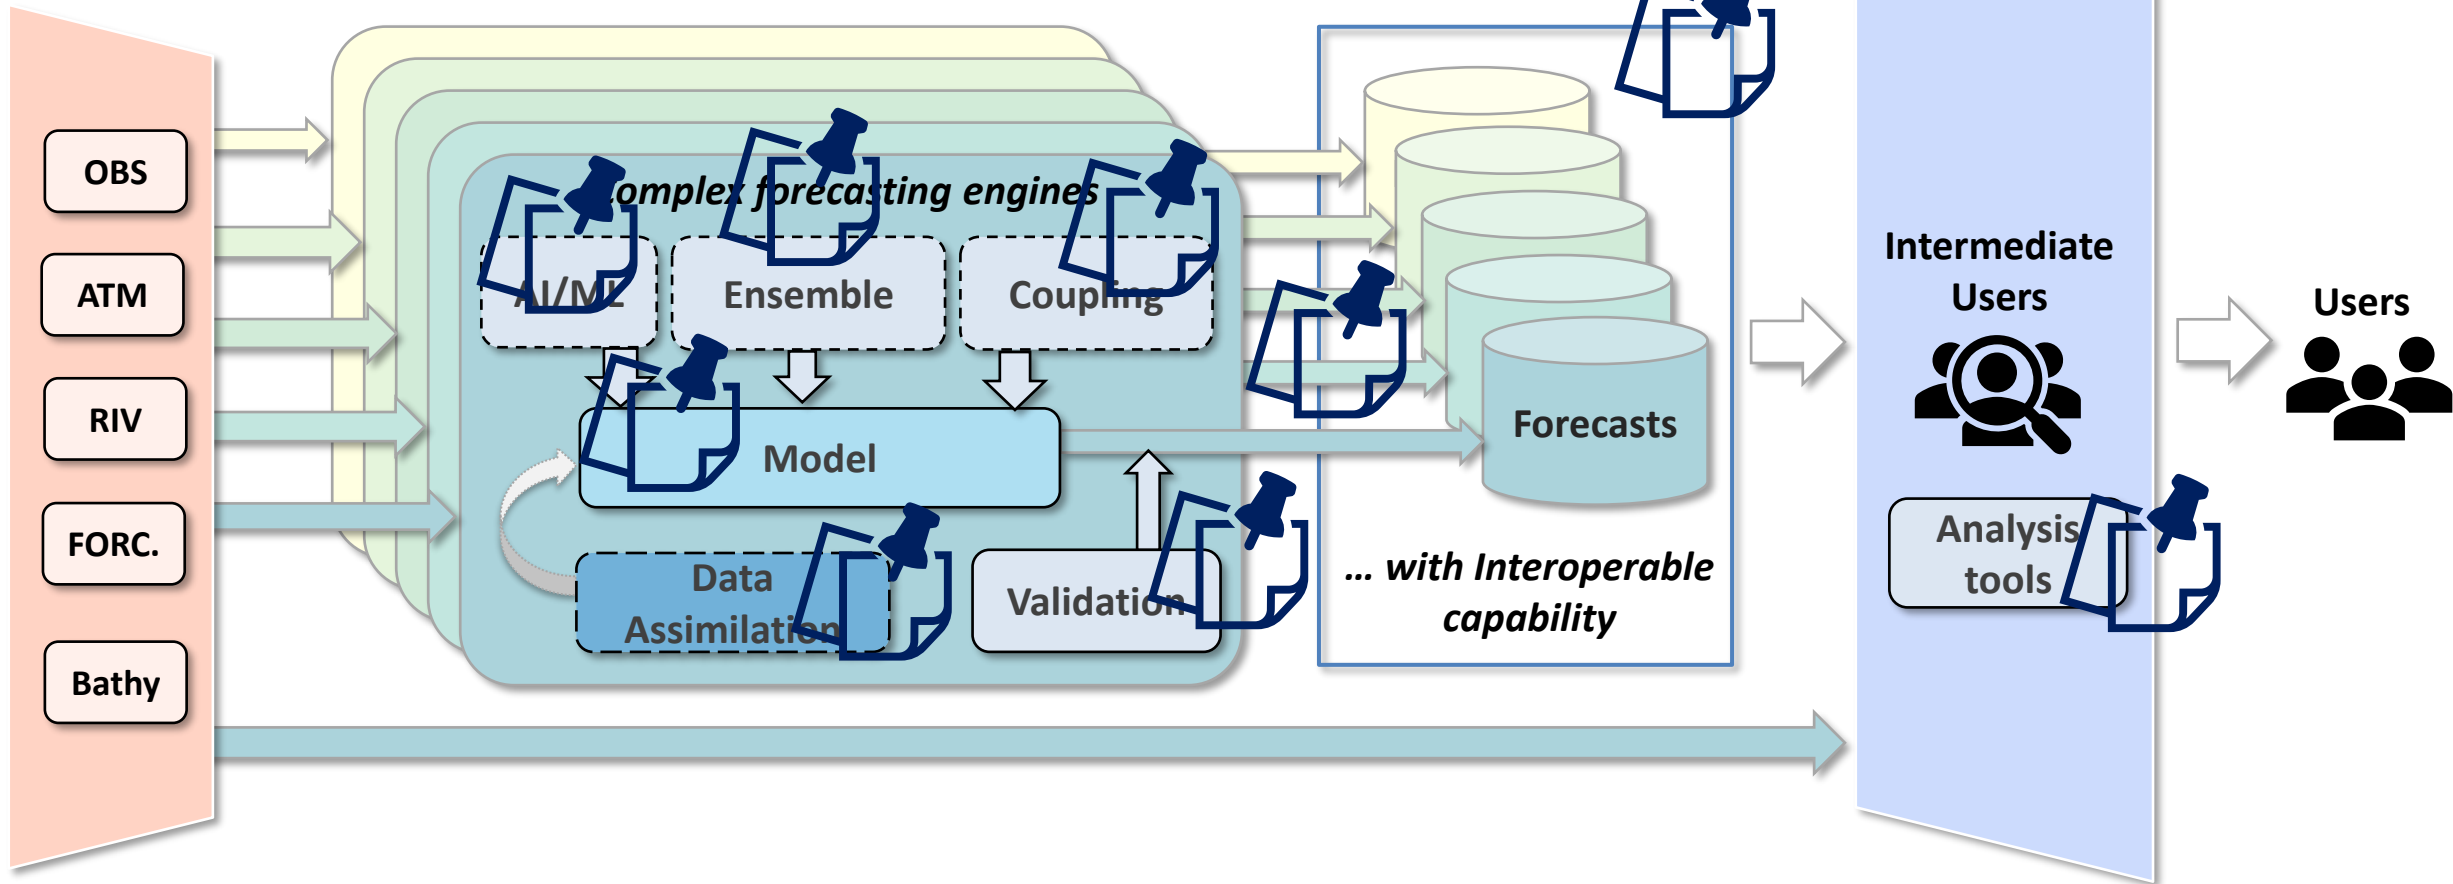 OBS
ATM
RIV
FORC.
Bathy
Complex forecasting engines
AI/ML
Ensemble
Coupling
Model
Data
Assimilation
Validation
Forecasts
... with Interoperable
capability
Intermediate
Users
Analysis
tools
Users